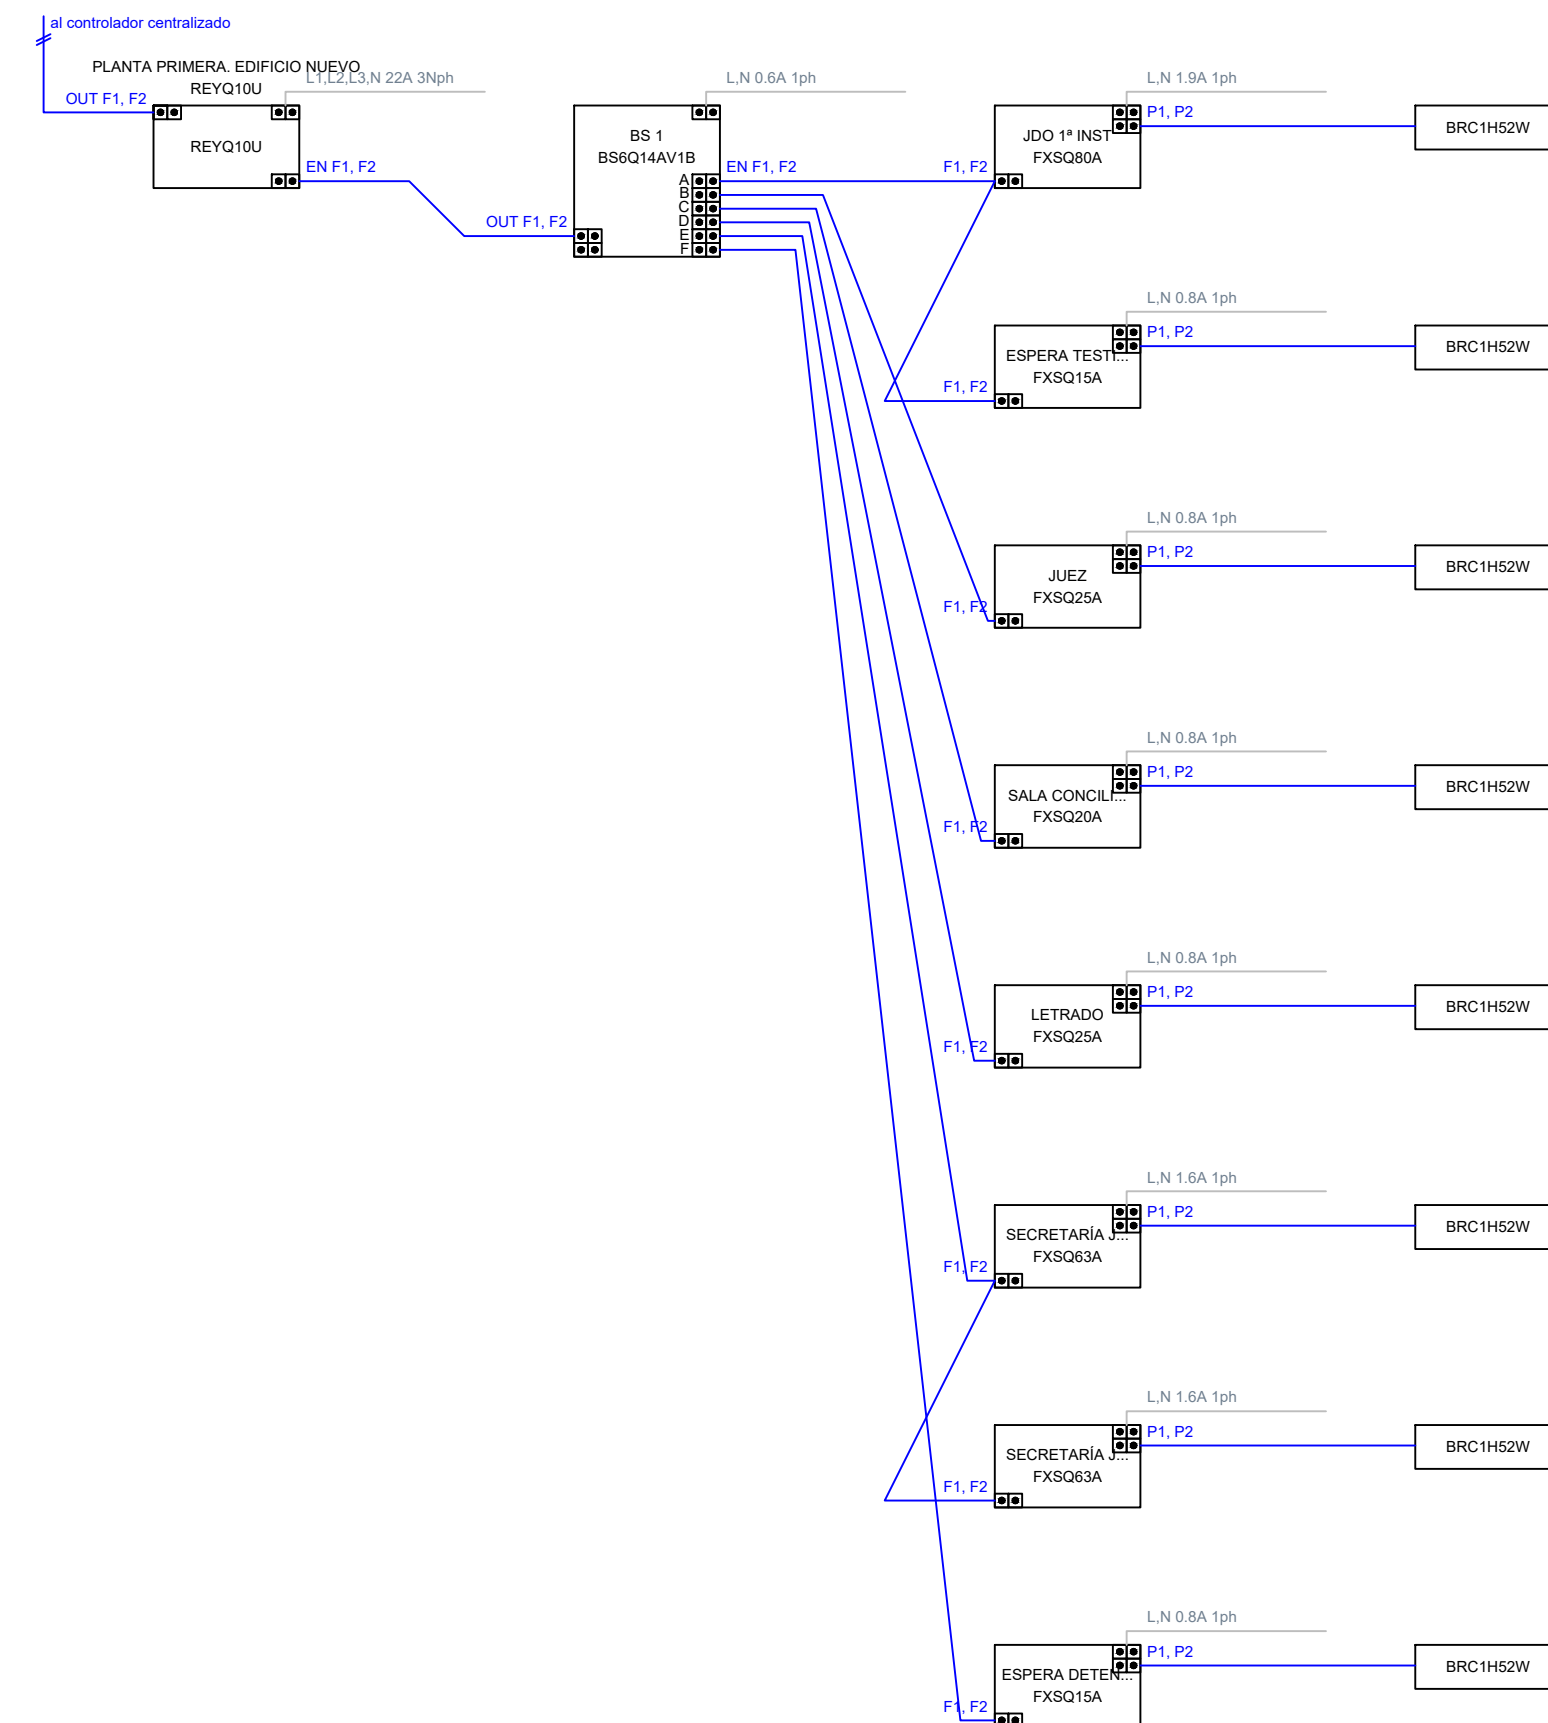 al controlador centralizado
PLANTA PRIMERA. EDIFICIO NUEVO
REYQ10U
L1,L2,L3,N 22A 3Nph
OUT F1, F2
REYQ10U
EN F1, F2
L,N 0.6A 1ph
BS 1
BS6Q14AV1B
A
B
C
D
E
F
OUT F1, F2
EN F1, F2
L,N 1.9A 1ph
P1, P2
JDO 1ª INST
FXSQ80A
F1, F2
BRC1H52W
L,N 0.8A 1ph
P1, P2
ESPERA TESTI...
FXSQ15A
F1, F2
BRC1H52W
L,N 0.8A 1ph
P1, P2
JUEZ
FXSQ25A
F1, F2
BRC1H52W
L,N 0.8A 1ph
P1, P2
SALA CONCILI...
FXSQ20A
F1, F2
BRC1H52W
L,N 0.8A 1ph
P1, P2
LETRADO
FXSQ25A
F1, F2
BRC1H52W
L,N 1.6A 1ph
P1, P2
SECRETARÍA J...
FXSQ63A
F1, F2
BRC1H52W
L,N 1.6A 1ph
P1, P2
SECRETARÍA J...
FXSQ63A
F1, F2
BRC1H52W
L,N 0.8A 1ph
P1, P2
ESPERA DETEN...
FXSQ15A
F1, F2
BRC1H52W